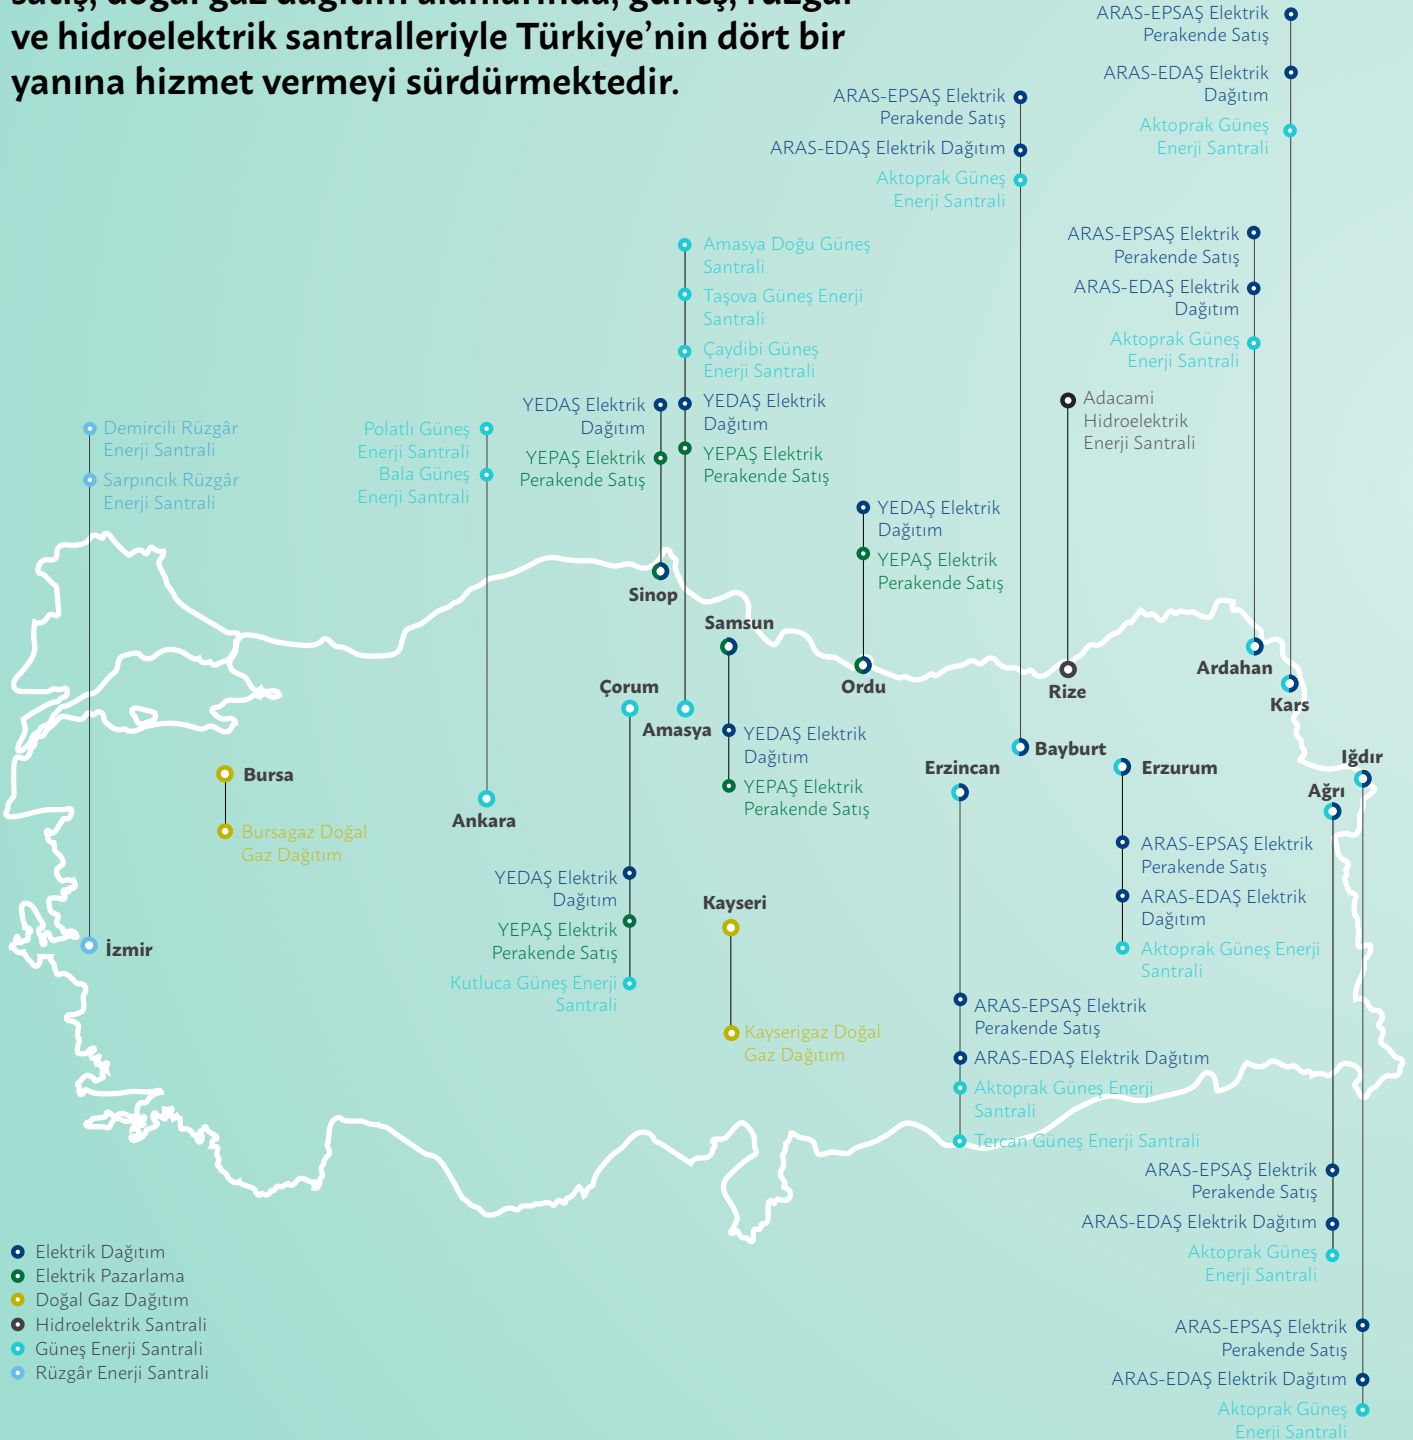 satış, doğal gaz dağıtım alanlarında; güneş, rüzgâr
ve hidroelektrik santralleriyle Türkiye’nin dört bir
yanına hizmet vermeyi sürdürmektedir.
ARAS-EPSAŞ Elektrik
Perakende Satış
ARAS-EDAŞ Elektrik
Dağıtım
Aktoprak Güneş
Enerji Santrali
ARAS-EPSAŞ Elektrik
Perakende Satış
ARAS-EDAŞ Elektrik Dağıtım
Aktoprak Güneş
Enerji Santrali
ARAS-EPSAŞ Elektrik
Perakende Satış
ARAS-EDAŞ Elektrik
Dağıtım
Aktoprak Güneş
Enerji Santrali
Amasya Doğu Güneş
Santrali
Taşova Güneş Enerji
Santrali
Çaydibi Güneş
Enerji Santrali
YEDAŞ Elektrik
Dağıtım
YEPAŞ Elektrik
Perakende Satış
YEDAŞ Elektrik
Dağıtım
YEPAŞ Elektrik
Perakende Satış
Adacami
Hidroelektrik
Enerji Santrali
Demircili Rüzgâr
Enerji Santrali
Sarpıncık Rüzgâr
Enerji Santrali
Polatlı Güneş
Enerji Santrali
Bala Güneş
Enerji Santrali
YEDAŞ Elektrik
Dağıtım
YEPAŞ Elektrik
Perakende Satış
Sinop
Samsun
Çorum
Amasya
Ordu
Rize
Ardahan
Kars
YEDAŞ Elektrik
Dağıtım
YEPAŞ Elektrik
Perakende Satış
Bayburt
Erzincan
Erzurum
Iğdır
Ağrı
Bursa
Bursagaz Doğal
Gaz Dağıtım
Ankara
ARAS-EPSAŞ Elektrik
Perakende Satış
ARAS-EDAŞ Elektrik
Dağıtım
Aktoprak Güneş Enerji
Santrali
YEDAŞ Elektrik
Dağıtım
YEPAŞ Elektrik
Perakende Satış
Kutluca Güneş Enerji
Santrali
Kayseri
Kayserigaz Doğal
Gaz Dağıtım
İzmir
ARAS-EPSAŞ Elektrik
Perakende Satış
ARAS-EDAŞ Elektrik Dağıtım
Aktoprak Güneş Enerji
Santrali
Tercan Güneş Enerji Santrali
ARAS-EPSAŞ Elektrik
Perakende Satış
ARAS-EDAŞ Elektrik Dağıtım
Aktoprak Güneş
Enerji Santrali
ARAS-EPSAŞ Elektrik
Perakende Satış
ARAS-EDAŞ Elektrik Dağıtım
Aktoprak Güneş
Enerji Santrali
Elektrik Dağıtım
Elektrik Pazarlama
Doğal Gaz Dağıtım
Hidroelektrik Santrali
Güneş Enerji Santrali
Rüzgâr Enerji Santrali